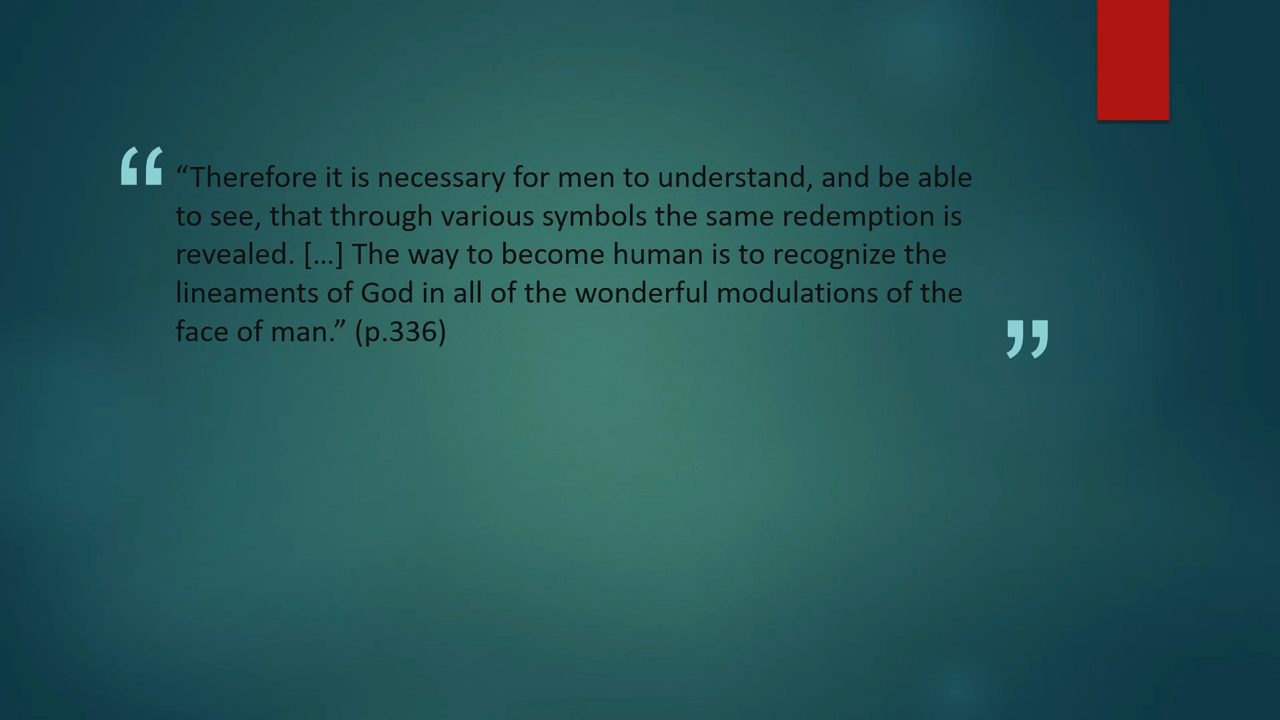 “Therefore it is necessary for men to understand, and be able
to see, that through various symbols the same redemption is
revealed. […] The way to become human is to recognize the
lineaments of God in all of the wonderful modulations of the
face of man.” (p.336)